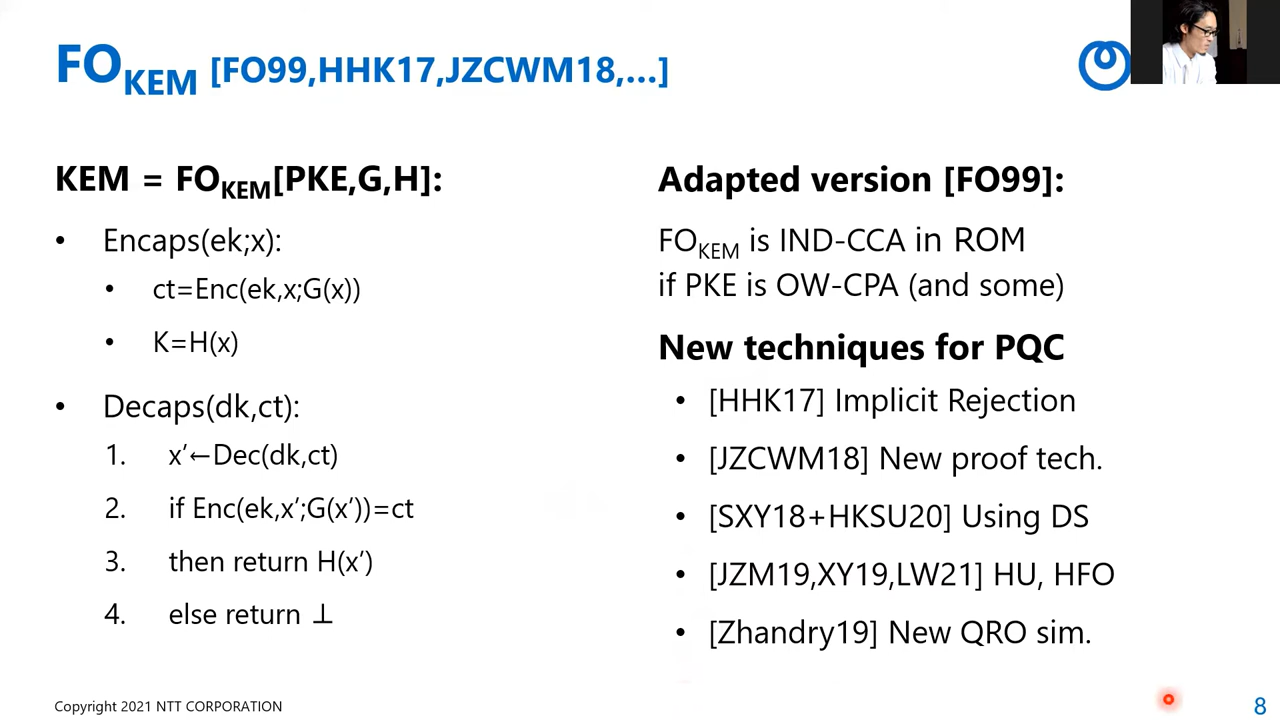 FOKEM [FO99,HHK17,JZCWM18,...]
KEM = FOKEM[PKE,G,H]:
• Encaps(ek;x):
• ct=Enc(ek,x;G(x))
• K=H(x)
• Decaps(dk,ct):
1. x’←Dec(dk,ct)
2. if Enc(ek,x’;G(x’))=ct
3. then return H(x’)
4. else return ⊥
Adapted version [FO99]:
FOKEM is IND-CCA in ROM
if PKE is OW-CPA (and some)
New techniques for PQC
• [HHK17] Implicit Rejection
• [JZCWM18] New proof tech.
• [SXY18+HKSU20] Using DS
• [JZM19,XY19,LW21] HU, HFO
• [Zhandry19] New QRO sim.
Copyright 2021 NTT CORPORATION
8